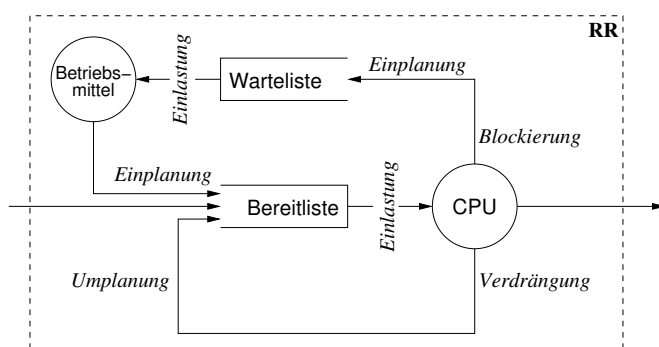 RR
Betriebs–
mittel
Einlastung
Warteliste
Einplanung
Blockierung
Einplanung
Bereitliste
Einlastung
CPU
Umplanung
Verdrängung